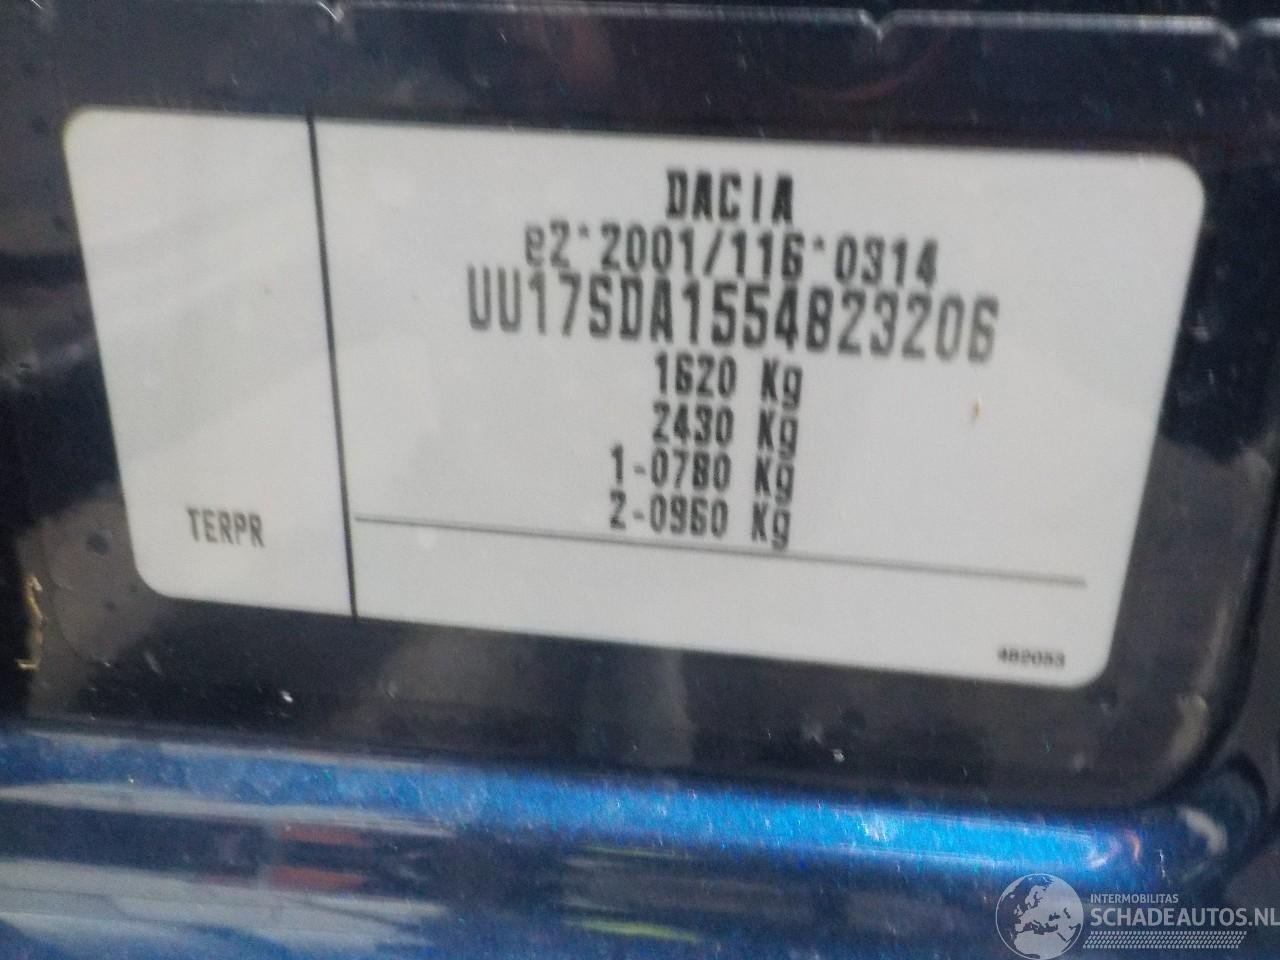 DACIA
e2*2001/116*0314
UU17SDA1554823206
1620 Kg
2430 Kg
1-0780 Kg
2-0960 Kg
TERPR
482053
INTERMOBILITAS
SCHADEAUTOS.NL